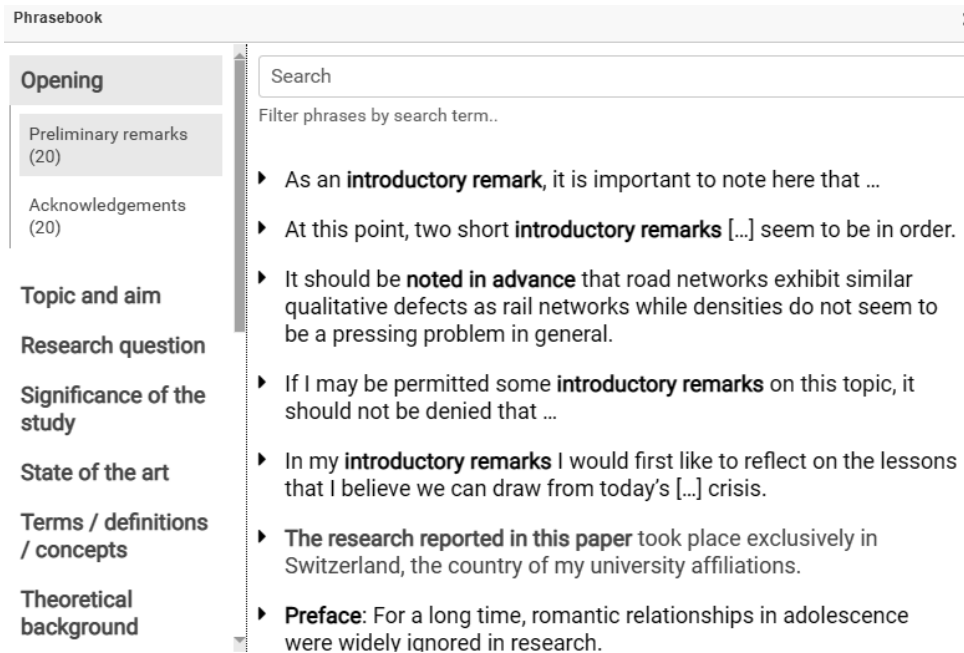 Phrasebook
Opening
Preliminary remarks
(20)
Acknowledgements
(20)
Topic and aim
Research question
Significance of the
study
State of the art
Terms / definitions
/ concepts
Theoretical
background
Search
Filter phrases by search term..
As an introductory remark, it is important to note here that …
At this point, two short introductory remarks […] seem to be in order.
It should be noted in advance that road networks exhibit similar
qualitative defects as rail networks while densities do not seem to
be a pressing problem in general.
If I may be permitted some introductory remarks on this topic, it
should not be denied that …
In my introductory remarks I would first like to reflect on the lessons
that I believe we can draw from today’s […] crisis.
The research reported in this paper took place exclusively in
Switzerland, the country of my university affiliations.
Preface: For a long time, romantic relationships in adolescence
were widely ignored in research.